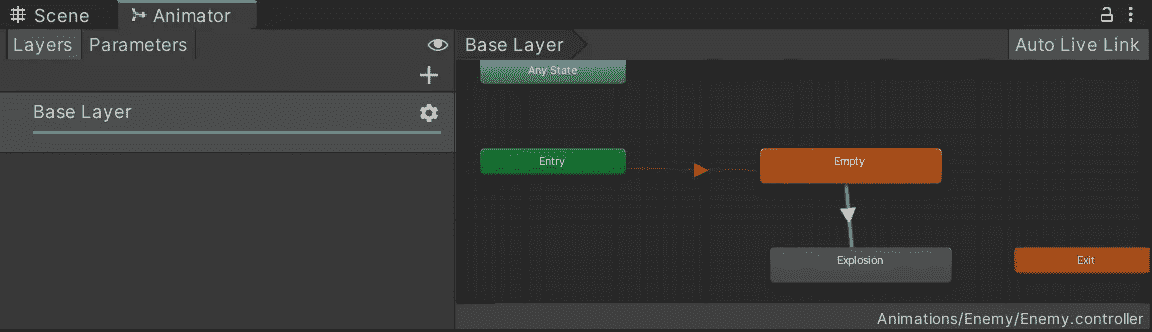 Scene Animator
Layers Parameters
Base Layer
Base Layer
Auto Live Link
Any State
Entry
Empty
Explosion
Exit
Animations/Enemy/Enemy.controller